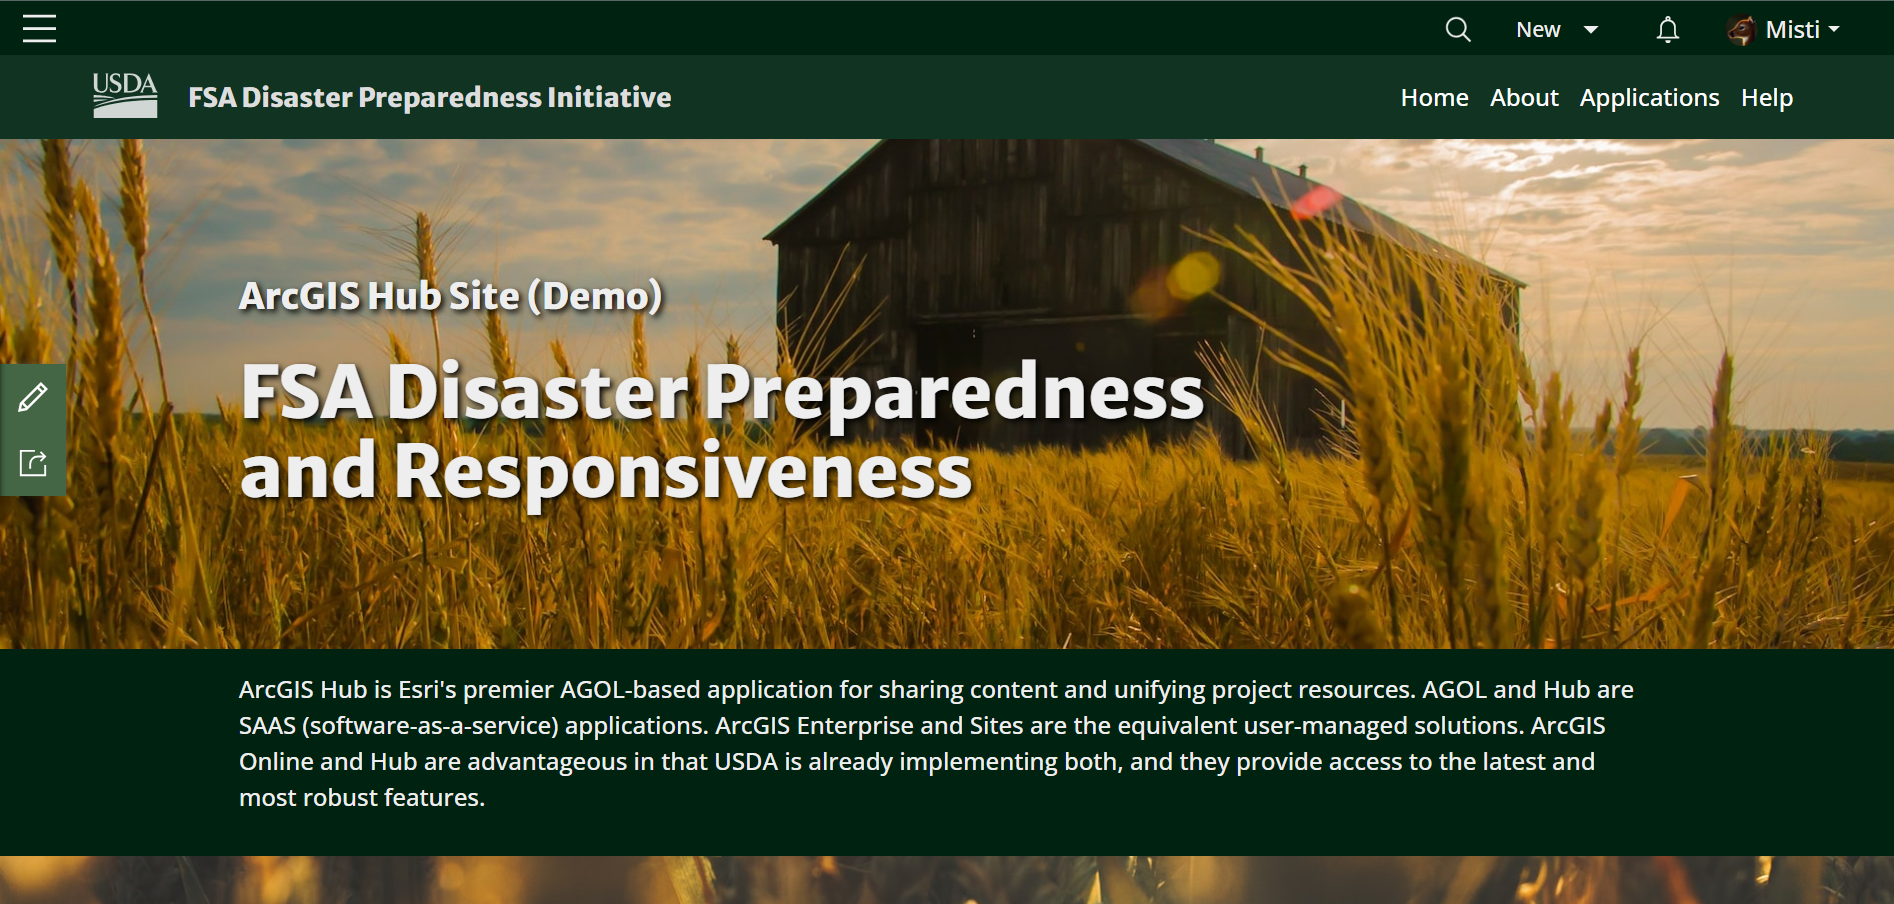 New
Misti
USDA
FSA Disaster Preparedness Initiative
Home About Applications Help
ArcGIS Hub Site (Demo)
FSA Disaster Preparedness
and Responsiveness
ArcGIS Hub is Esri's premier AGOL-based application for sharing content and unifying project resources. AGOL and Hub are
SAAS (software-as-a-service) applications. ArcGIS Enterprise and Sites are the equivalent user-managed solutions. ArcGIS
Online and Hub are advantageous in that USDA is already implementing both, and they provide access to the latest and
most robust features.